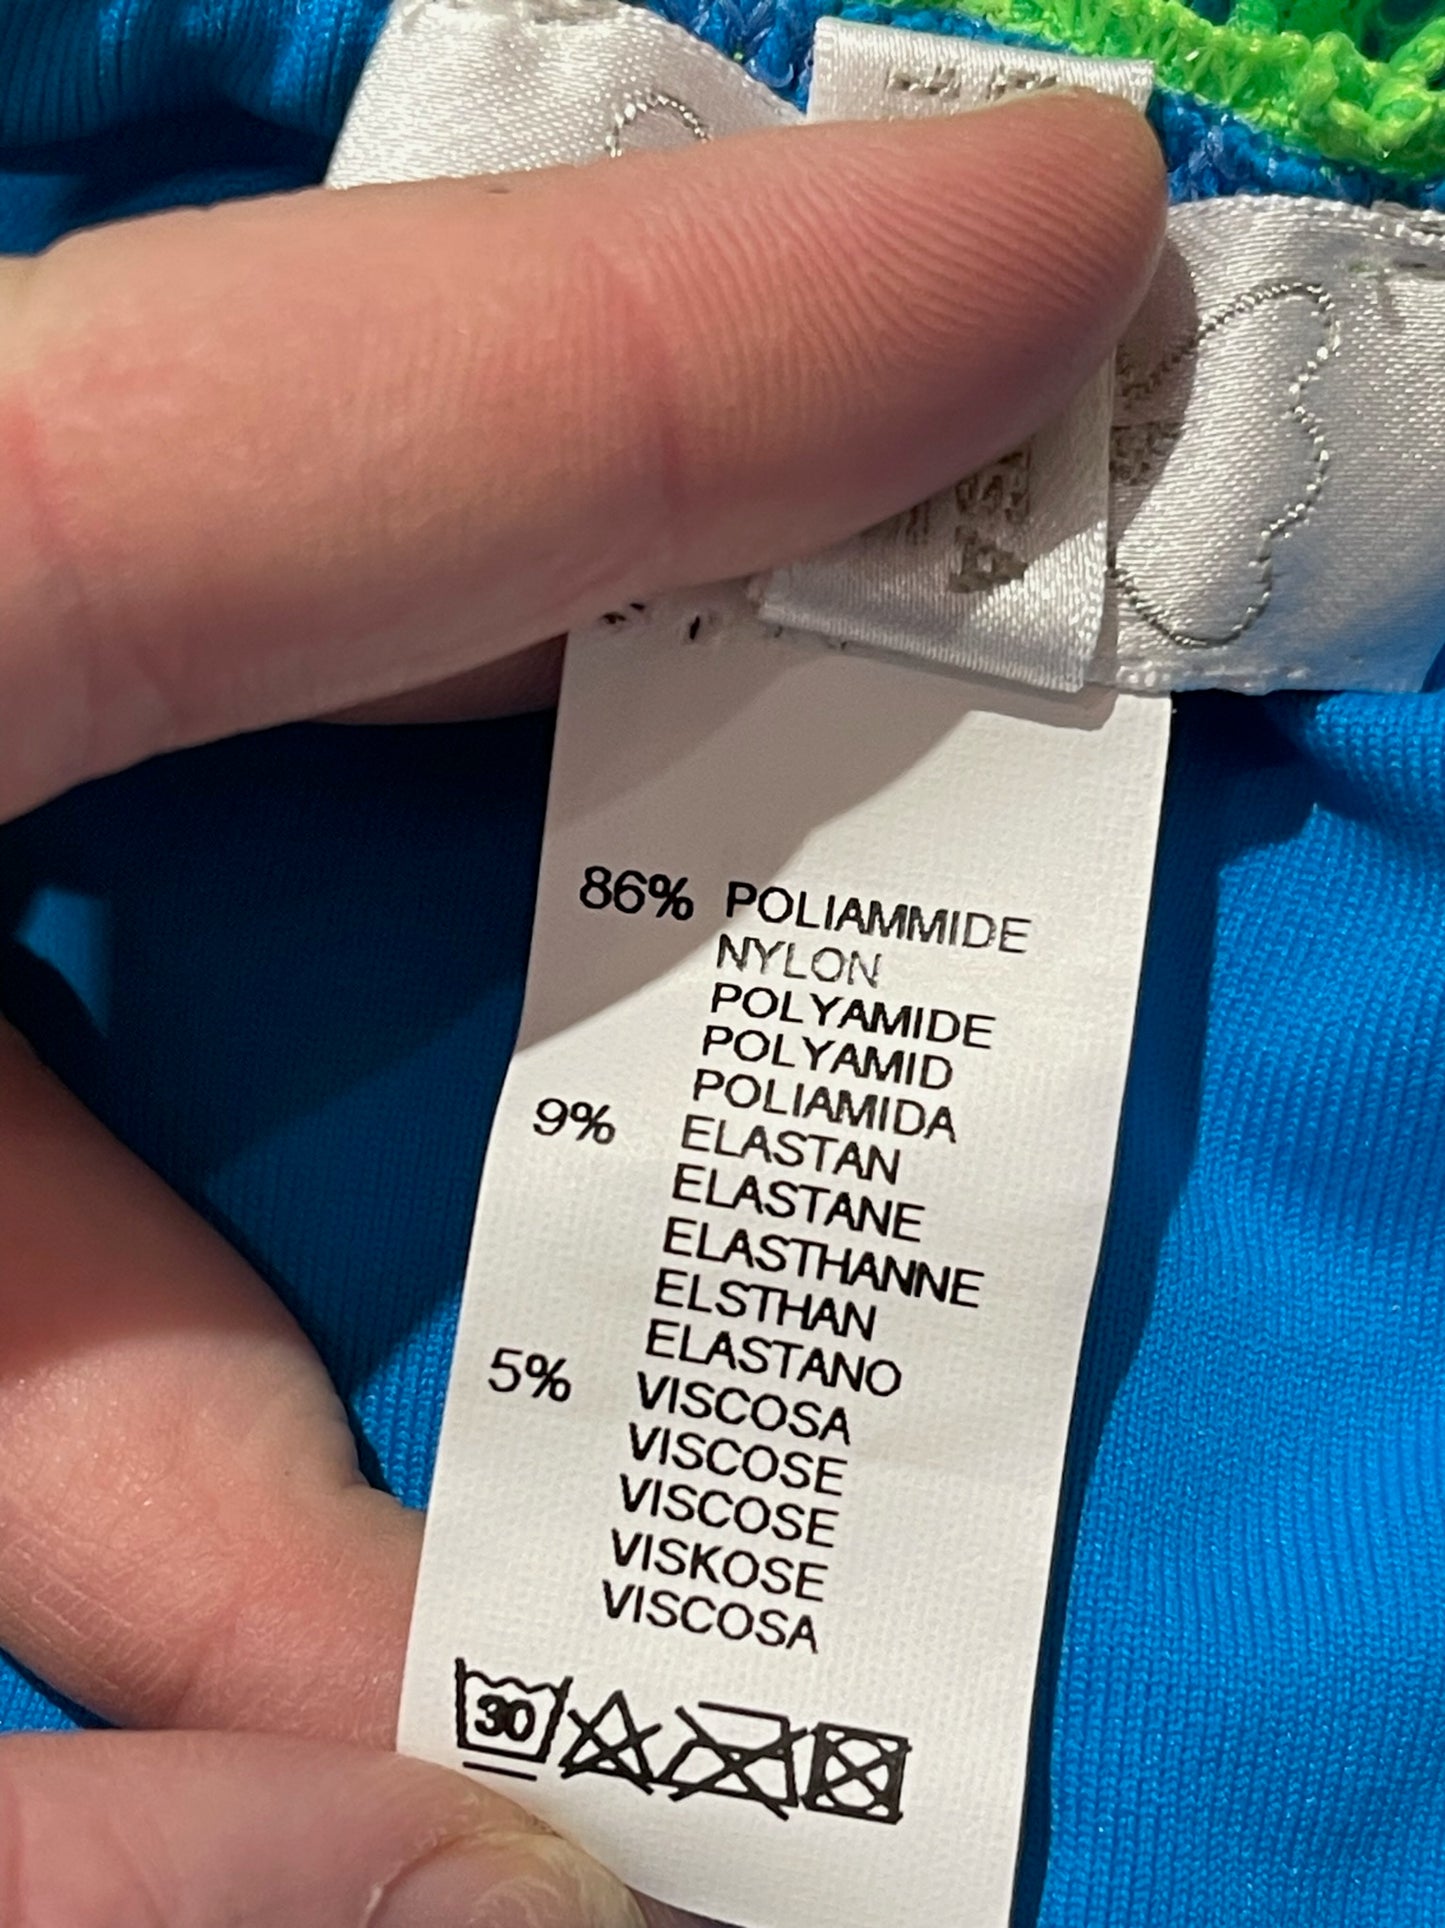 86% POLIAMMIDE
NYLON
POLYAMIDE
POLYAMID
POLIAMIDA
9% ELASTAN
ELASTANE
ELASTHANNE
ELSTHAN
ELASTANO
5% VISCOSA
VISCOSE
VISCOSE
VISKOSE
VISCOSA
30